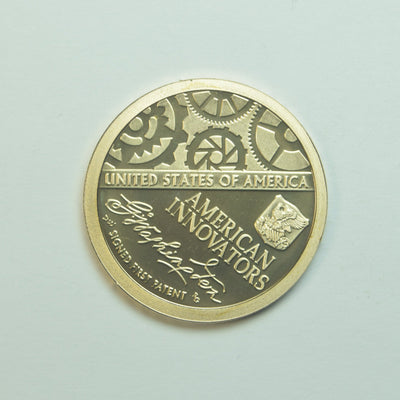 UNITED STATES OF AMERICA
AMERICAN
INNOVATORS
G:Washington
SIGNED FIRST PATENT